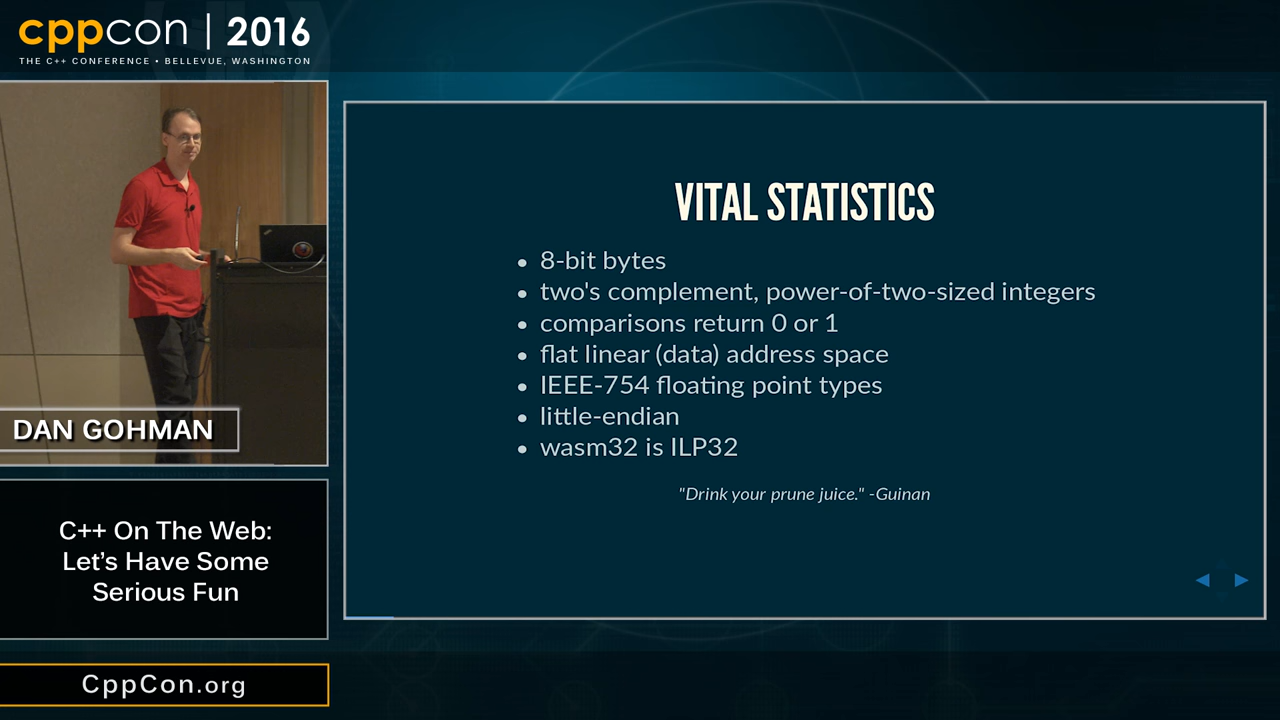 cppcon | 2016
THE C++ CONFERENCE • BELLEVUE, WASHINGTON
DAN GOHMAN
C++ On The Web:
Let's Have Some
Serious Fun
CppCon.org
VITAL STATISTICS
• 8-bit bytes
• two's complement, power-of-two-sized integers
• comparisons return 0 or 1
• flat linear (data) address space
• IEEE-754 floating point types
• little-endian
• wasm32 is ILP32
"Drink your prune juice." -Guinan